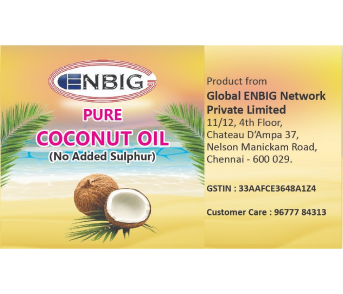 ENBIG
PURE
COCONUT OIL
(No Added Sulphur)
Product from
Global ENBIG Network
Private Limited
11/12, 4th Floor,
Chateau D'Ampa 37,
Nelson Manickam Road,
Chennai - 600 029.
GSTIN : 33AAFCE3648A1Z4
Customer Care : 96777 84313